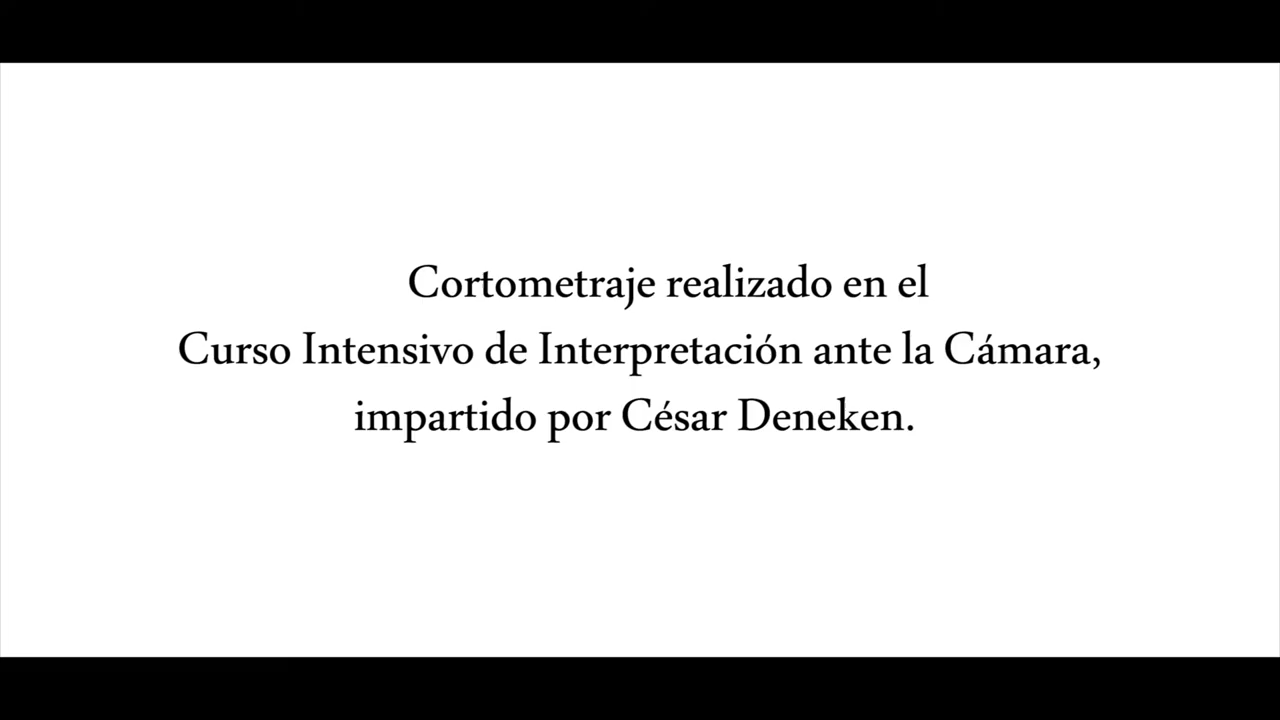 Cortometraje realizado en el
Curso Intensivo de Interpretación ante la Cámara,
impartido por César Deneken.